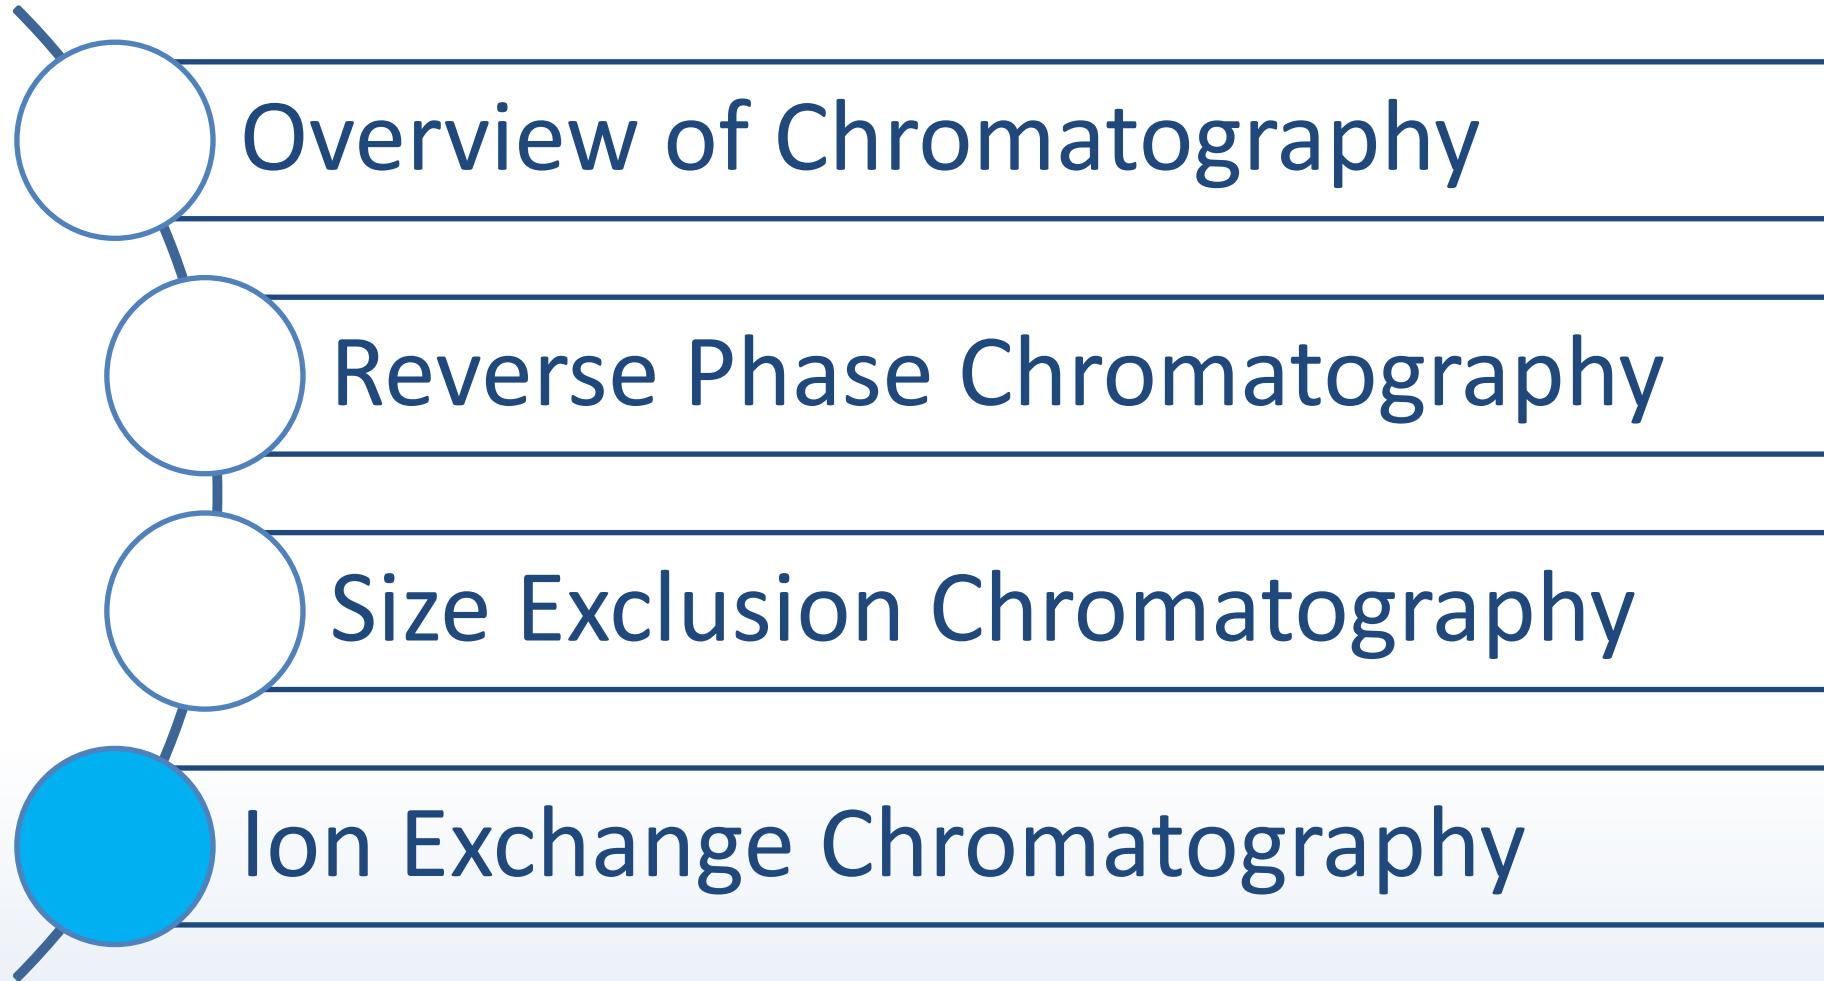 Overview of Chromatography
Reverse Phase Chromatography
Size Exclusion Chromatography
Ion Exchange Chromatography